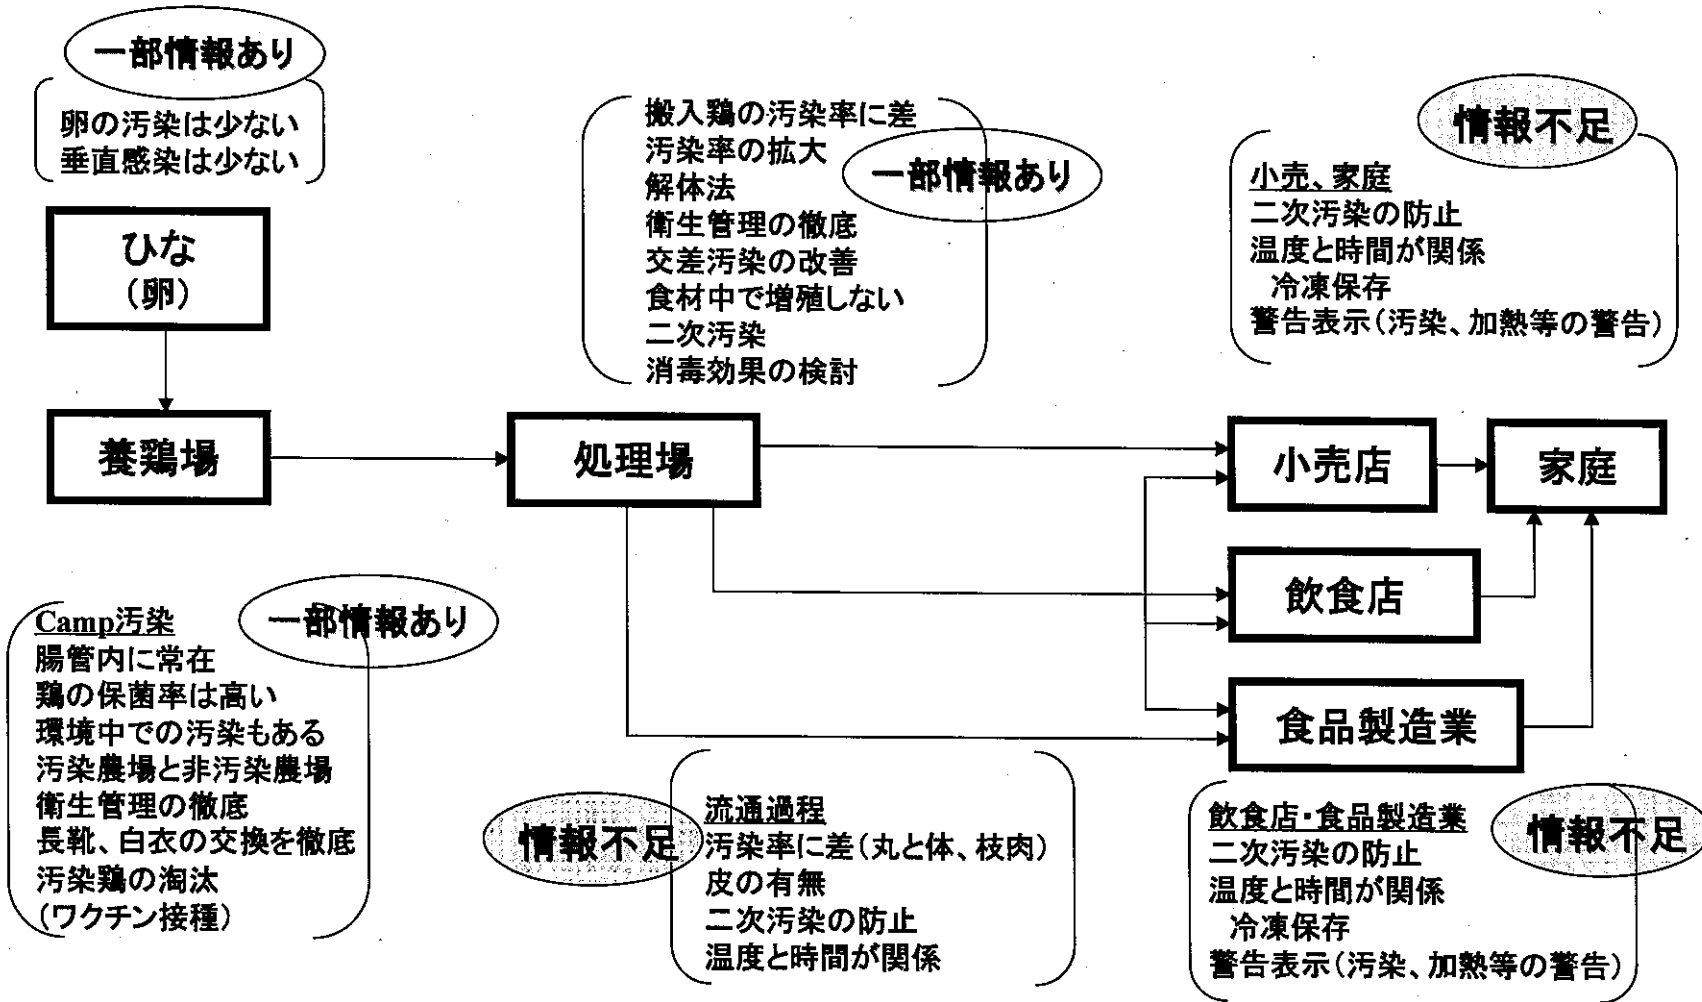 一部情報あり
卵の汚染は少ない
垂直感染は少ない
ひな
(卵)
養鶏場
搬入鶏の汚染率に差
汚染率の拡大
解体法
衛生管理の徹底
交差汚染の改善
食材中で増殖しない
二次汚染
消毒効果の検討
一部情報あり
処理場
情報不足
小売、家庭
二次汚染の防止
温度と時間が関係
冷凍保存
警告表示(汚染、加熱等の警告)
小売店
家庭
飲食店
食品製造業
一部情報あり
Camp汚染
腸管内に常在
鶏の保菌率は高い
環境中での汚染もある
汚染農場と非汚染農場
衛生管理の徹底
長靴、白衣の交換を徹底
汚染鶏の淘汰
(ワクチン接種)
情報不足
流通過程
汚染率に差(丸と体、枝肉)
皮の有無
二次汚染の防止
温度と時間が関係
飲食店・食品製造業
二次汚染の防止
温度と時間が関係
冷凍保存
警告表示(汚染、加熱等の警告)
情報不足